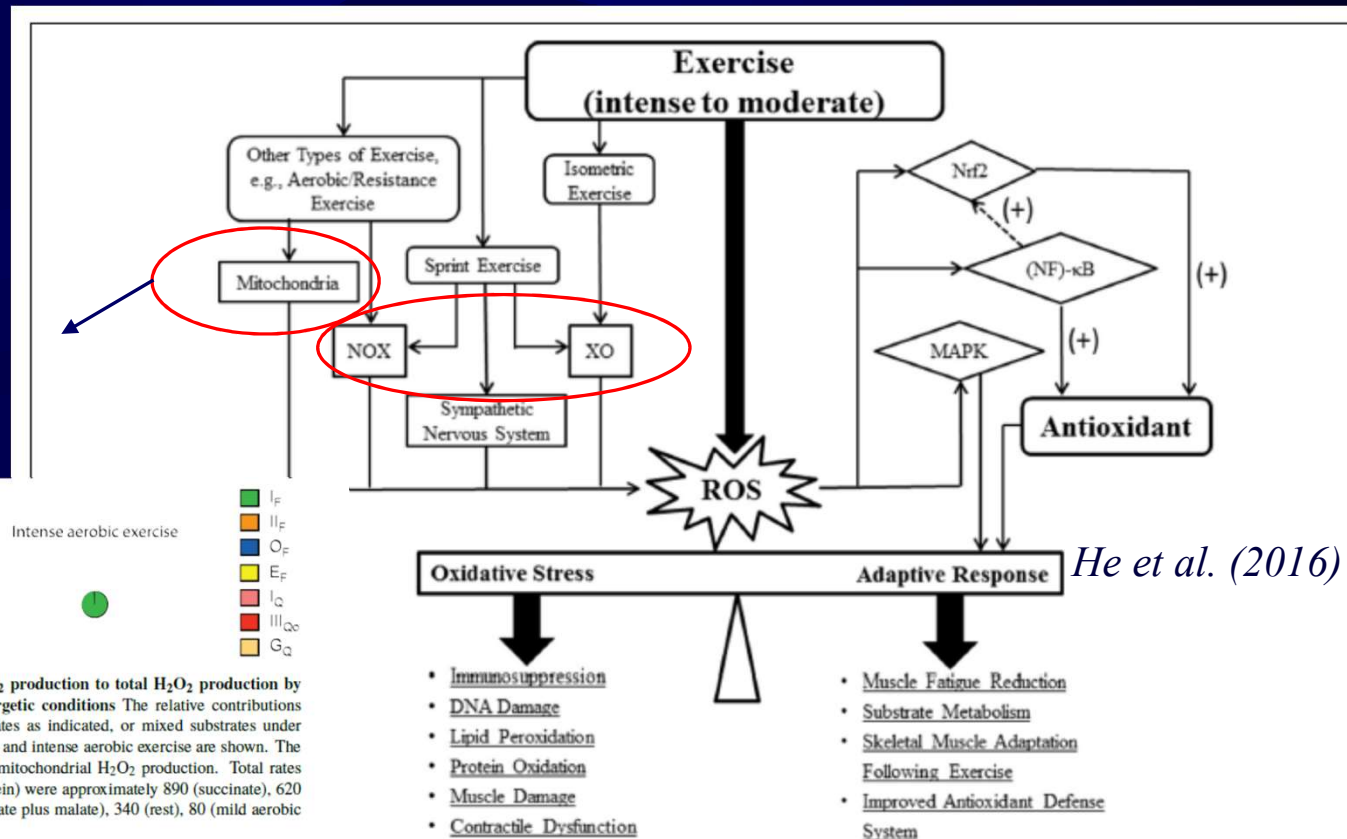 Exercise
(intense to moderate)
Other Types of Exercise,
e.g., Aerobic/Resistance
Exercise
Isometric
Exercise
Nrf2
(+)
Mitochondria
Sprint Exercise
(NF)-κB
(+)
NOX
XO
MAPK
(+)
Sympathetic
Nervous System
Antioxidant
ROS
Oxidative Stress
Adaptive Response
He et al. (2016)
• Immunosuppression
• DNA Damage
• Lipid Peroxidation
• Protein Oxidation
• Muscle Damage
• Contractile Dysfunction
• Muscle Fatigue Reduction
• Substrate Metabolism
• Skeletal Muscle Adaptation
Following Exercise
• Improved Antioxidant Defense
System
Intense aerobic exercise
I_F
II_F
O_F
E_F
I_Q
III_Qo
G_Q
production to total H₂O₂ production by
getic conditions The relative contributions
ates as indicated, or mixed substrates under
and intense aerobic exercise are shown. The
mitochondrial H₂O₂ production. Total rates
ein) were approximately 890 (succinate), 620
ate plus malate), 340 (rest), 80 (mild aerobic